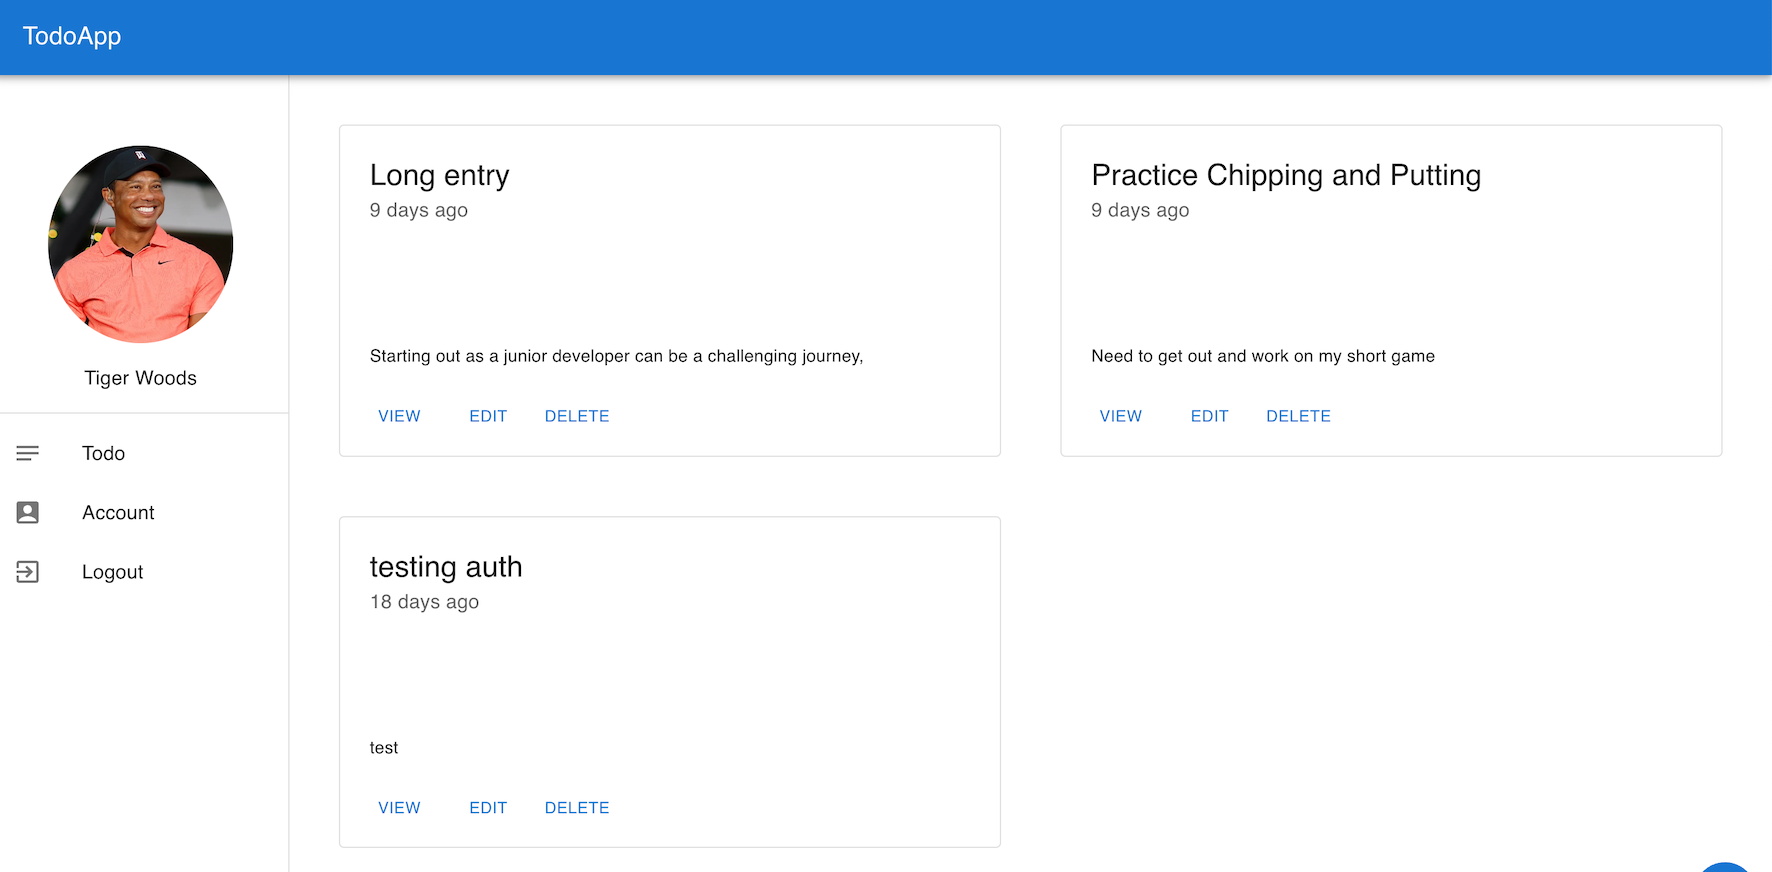 TodoApp
Tiger Woods
Todo
Account
Logout
Long entry
9 days ago
Starting out as a junior developer can be a challenging journey,
VIEW EDIT DELETE
Practice Chipping and Putting
9 days ago
Need to get out and work on my short game
VIEW EDIT DELETE
testing auth
18 days ago
test
VIEW EDIT DELETE